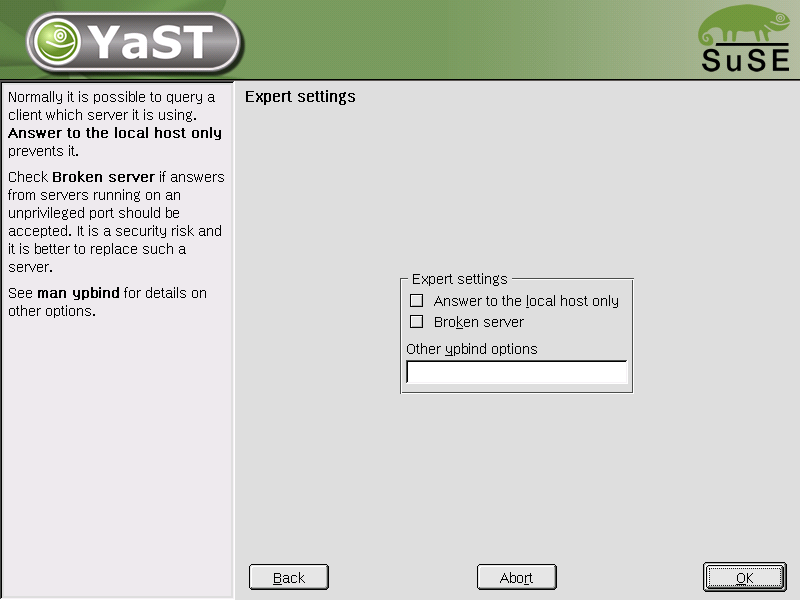 YaST
SuSE
Normally it is possible to query a
client which server it is using.
Answer to the local host only
prevents it.
Check Broken server if answers
from servers running on an
unprivileged port should be
accepted. It is a security risk and
it is better to replace such a
server.
See man ypbind for details on
other options.
Expert settings
Expert settings
Answer to the local host only
Broken server
Other ypbind options
Back
Abort
OK